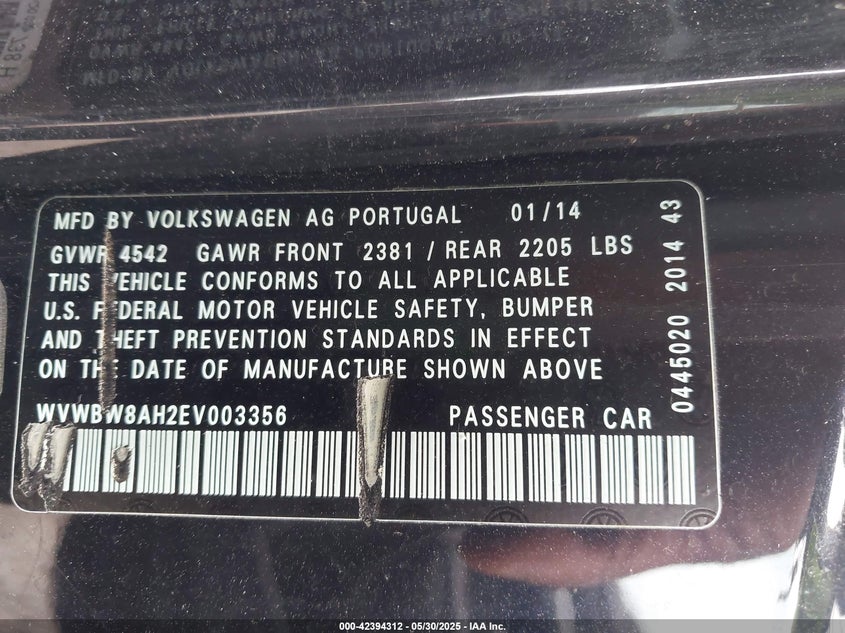 MFD BY VOLKSWAGEN AG PORTUGAL 01/14
GVWR 4542 GAWR FRONT 2381 / REAR 2205 LBS
THIS VEHICLE CONFORMS TO ALL APPLICABLE
U.S. FEDERAL MOTOR VEHICLE SAFETY, BUMPER
AND THEFT PREVENTION STANDARDS IN EFFECT
ON THE DATE OF MANUFACTURE SHOWN ABOVE
WVWBW8AH2EV003356 PASSENGER CAR
0445020 2014 43
000-42394312 - 05/30/2025 - IAA Inc.